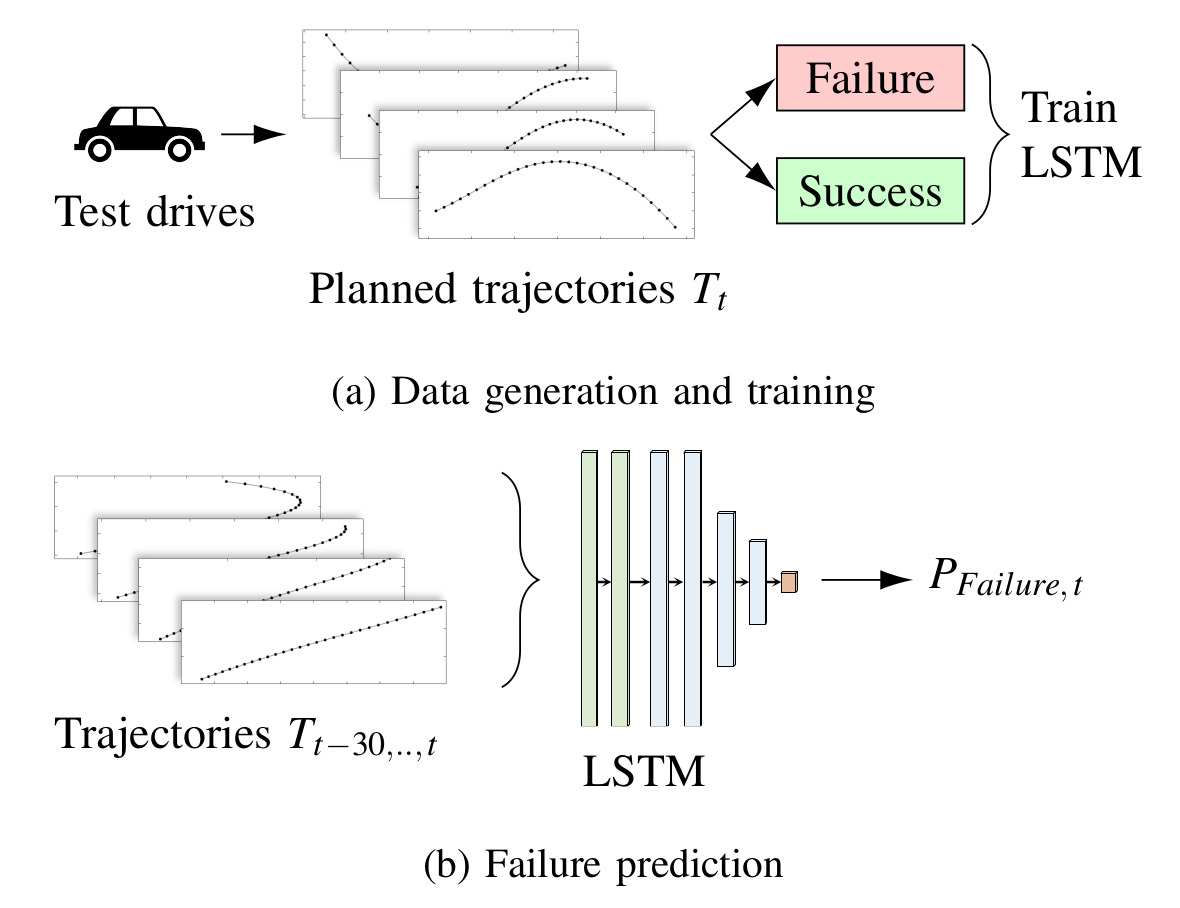 Failure
Train
LSTM
Success
Test drives
Planned trajectories T_t
(a) Data generation and training
P_{Failure, t}
Trajectories T_{t−30,..,t}
LSTM
(b) Failure prediction